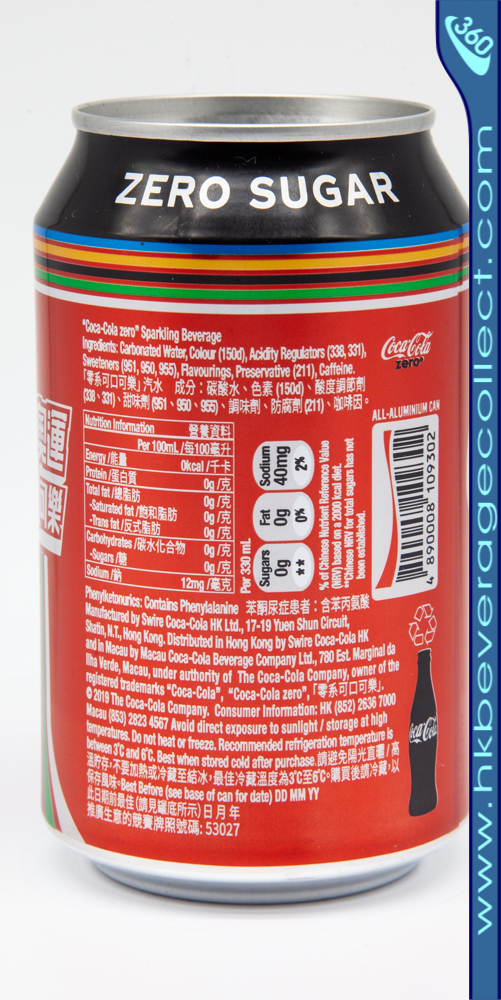 360
ZERO SUGAR
"Coca-Cola zero" Sparkling Beverage
Ingredients: Carbonated Water, Colour (150d), Acidity Regulators (338, 331),
Sweeteners (951, 950, 955), Flavourings, Preservative (211), Caffeine.
「零系可口可樂」汽水 成分：碳酸水、色素 (150d)、酸度調節劑
(338、331)、甜味劑 (951、950、955)、調味劑、防腐劑 (211)、咖啡因。
Coca-Cola
zero
ALL-ALUMINIUM CAN
4 890008 109302
Nutrition Information 營養資料
Per 100mL /每100毫升
Energy /能量 0kcal /千卡
Protein /蛋白質 0g /克
Total fat /總脂肪 0g /克
-Saturated fat /飽和脂肪 0g /克
-Trans fat /反式脂肪 0g /克
Carbohydrates /碳水化合物 0g /克
-Sugars /糖 0g /克
Sodium /鈉 12mg /毫克
Per 330 mL
Sugars 0g **
Fat 0g 0%
Sodium 40mg 2%
% of Chinese Nutrient Reference Value
(NRV) based on a 2000 kcal diet.
**Chinese NRV for total sugars has not
been established.
Phenylketonurics: Contains Phenylalanine 苯酮尿症患者：含苯丙氨酸
Manufactured by Swire Coca-Cola HK Ltd., 17-19 Yuen Shun Circuit,
Shatin, N.T., Hong Kong. Distributed in Hong Kong by Swire Coca-Cola HK
and in Macau by Macau Coca-Cola Beverage Company Ltd., 780 Est. Marginal da
Ilha Verde, Macau, under authority of The Coca-Cola Company, owner of the
registered trademarks "Coca-Cola", "Coca-Cola zero", 「零系可口可樂」.
© 2019 The Coca-Cola Company. Consumer Information: HK (852) 2636 7000
Macau (853) 2823 4567 Avoid direct exposure to sunlight / storage at high
temperatures. Do not heat or freeze. Recommended refrigeration temperature is
between 3°C and 6°C. Best when stored cold after purchase. 請避免陽光直曬/高
溫貯存，不要加熱或冷藏至結冰，最佳冷藏溫度為3°C至6°C。購買後請冷藏，以
保存風味。Best Before (see base of can for date) DD MM YY
此日期前最佳 (請見罐底所示) 日 月 年
推廣生意的競賽牌照號碼: 53027
Coca-Cola
www.hkbeveragecollect.com